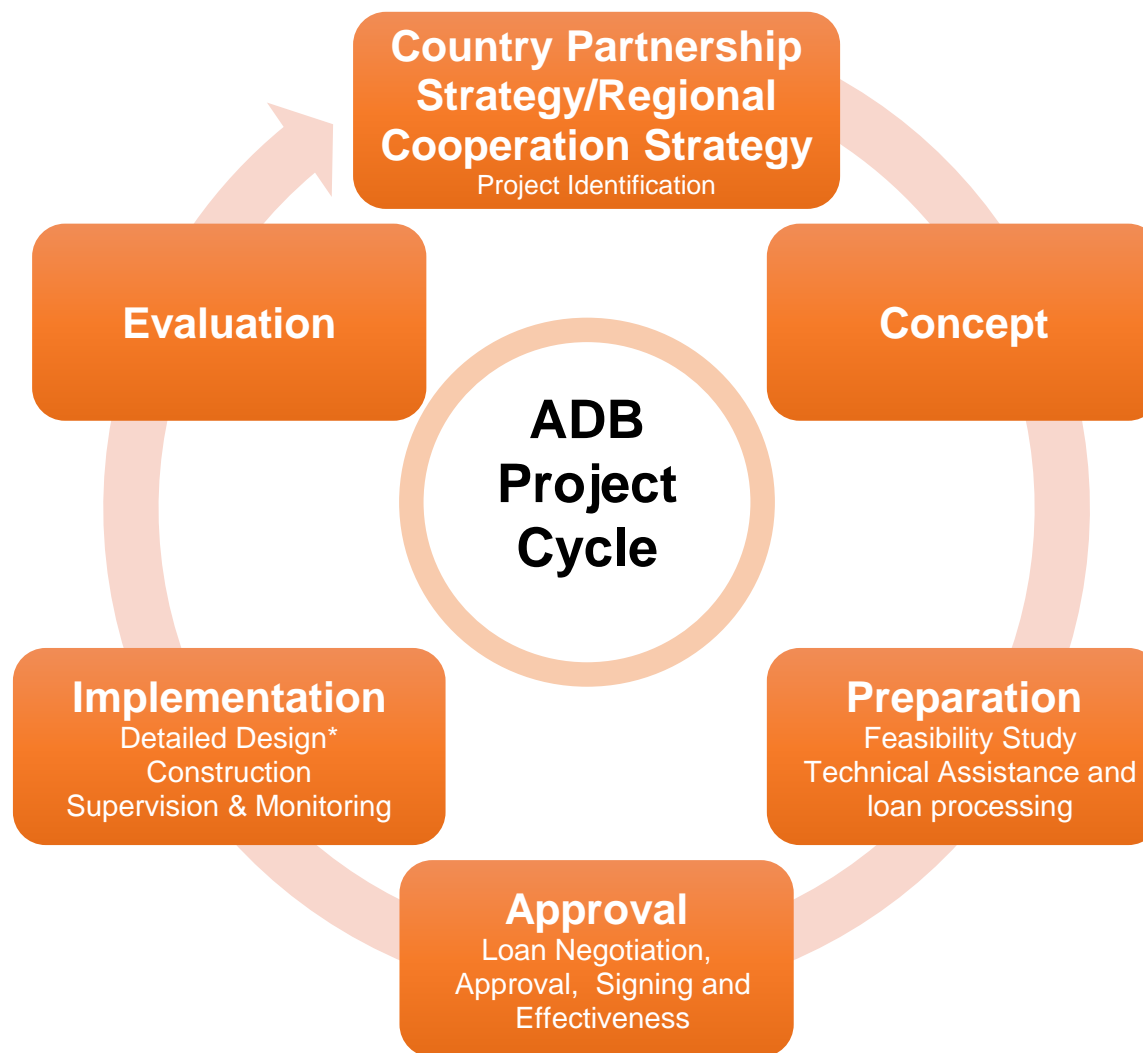 Country Partnership
Strategy/Regional
Cooperation Strategy
Project Identification
Concept
Preparation
Feasibility Study
Technical Assistance and
loan processing
Approval
Loan Negotiation,
Approval, Signing and
Effectiveness
Implementation
Detailed Design*
Construction
Supervision & Monitoring
Evaluation
ADB
Project
Cycle